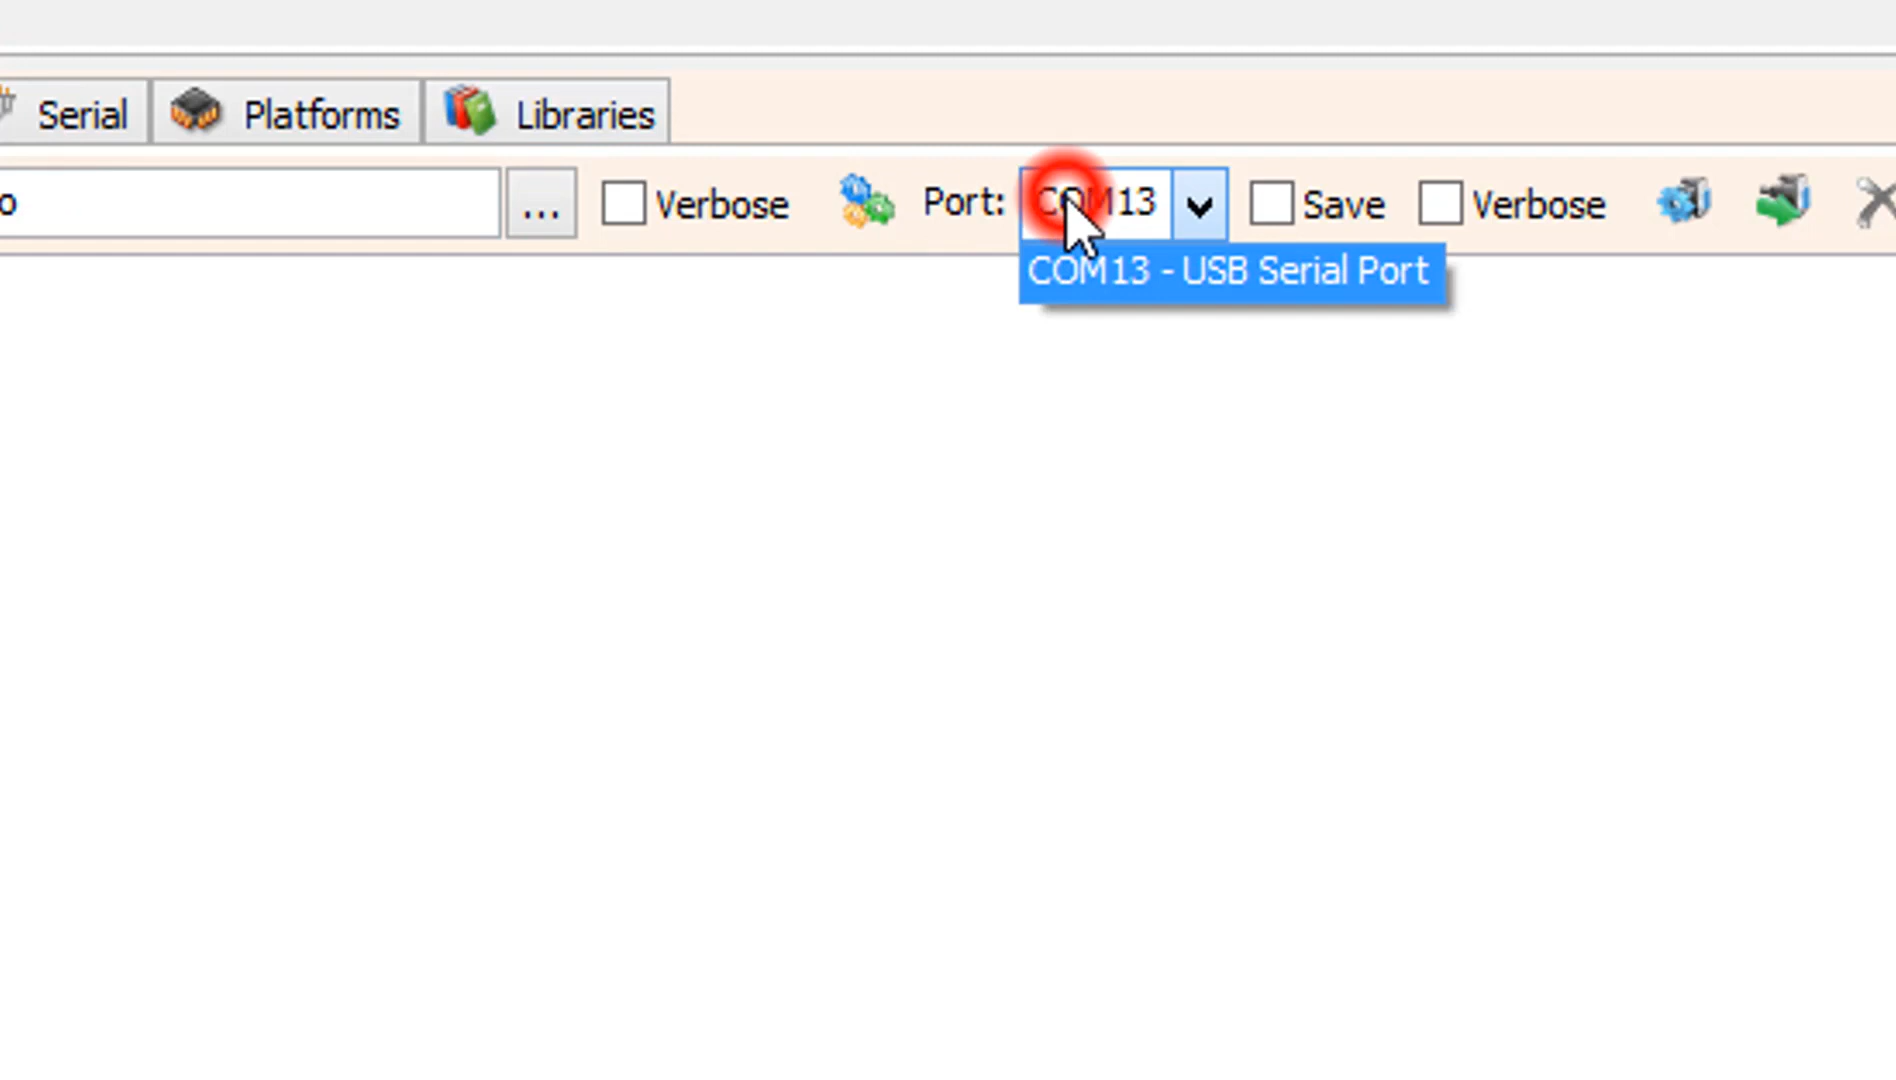 Serial Platforms Libraries
o ... Verbose Port: COM13 Save Verbose
COM13 - USB Serial Port